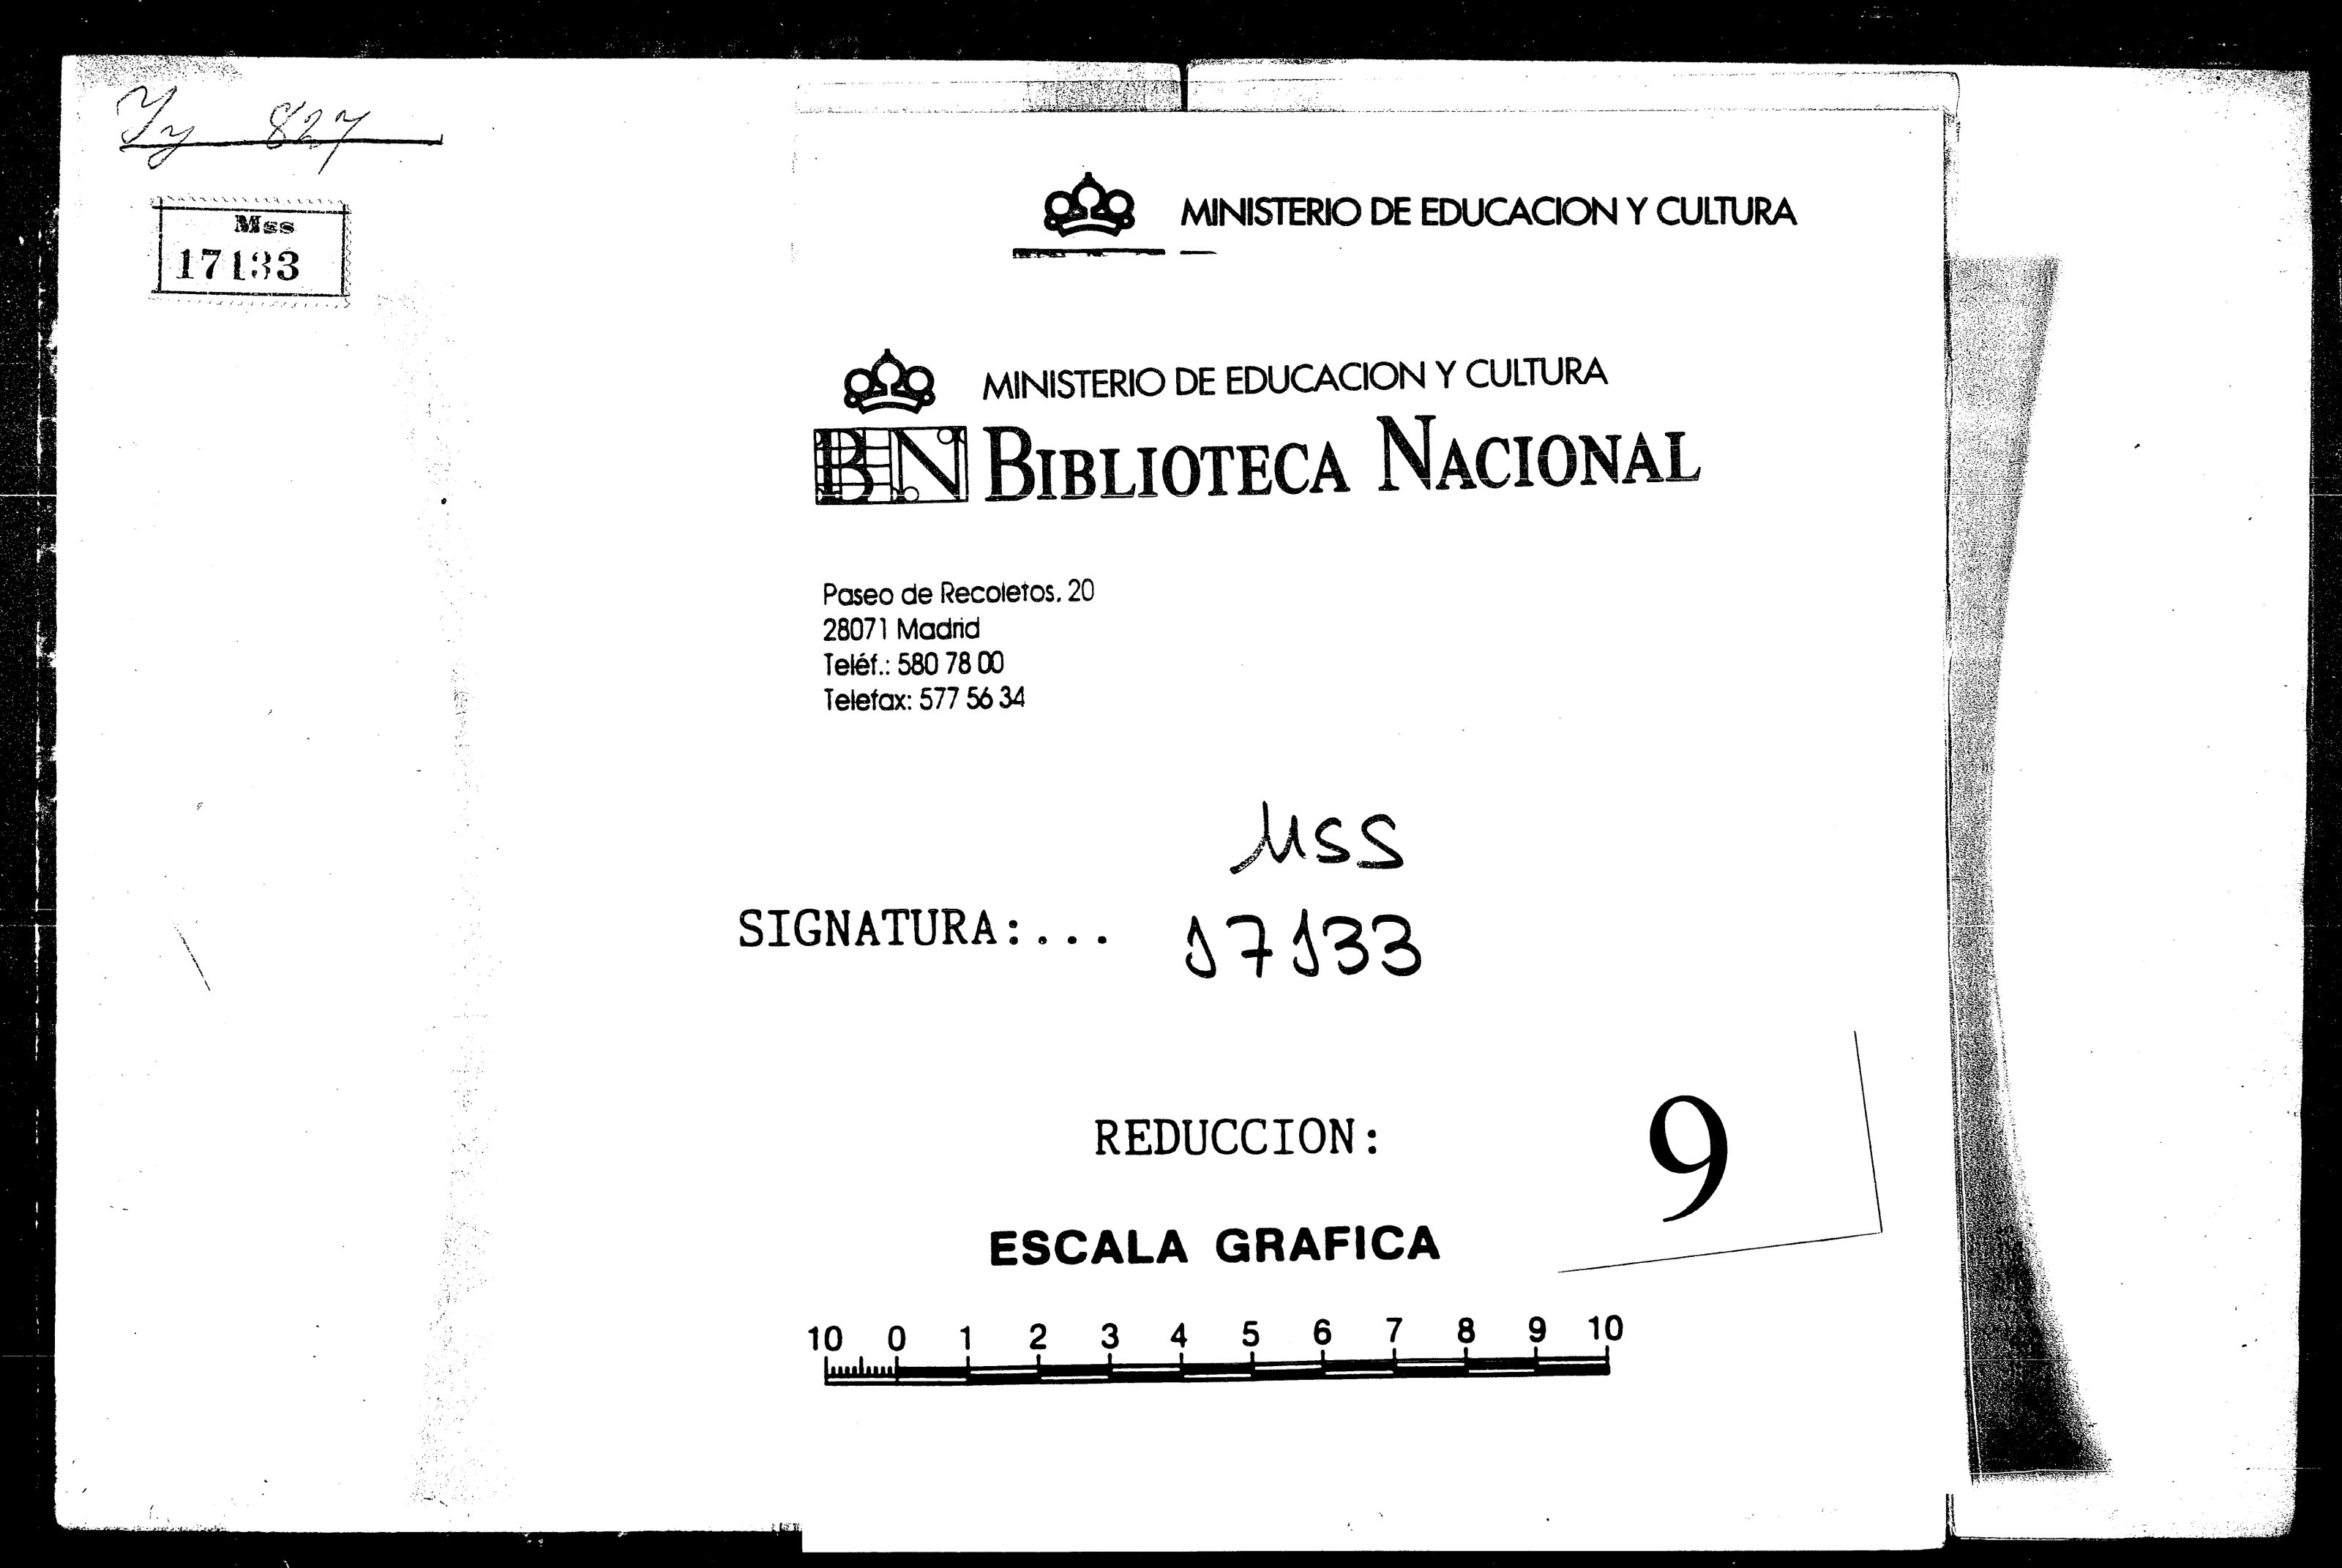 Yy 827
Mss
17133
MINISTERIO DE EDUCACION Y CULTURA
MINISTERIO DE EDUCACION Y CULTURA
BN BIBLIOTECA NACIONAL
Paseo de Recoletos, 20
28071 Madrid
Teléf.: 580 78 00
Telefax: 577 56 34
MSS
SIGNATURA:... 17133
REDUCCION: 9
ESCALA GRAFICA
10 0 1 2 3 4 5 6 7 8 9 10